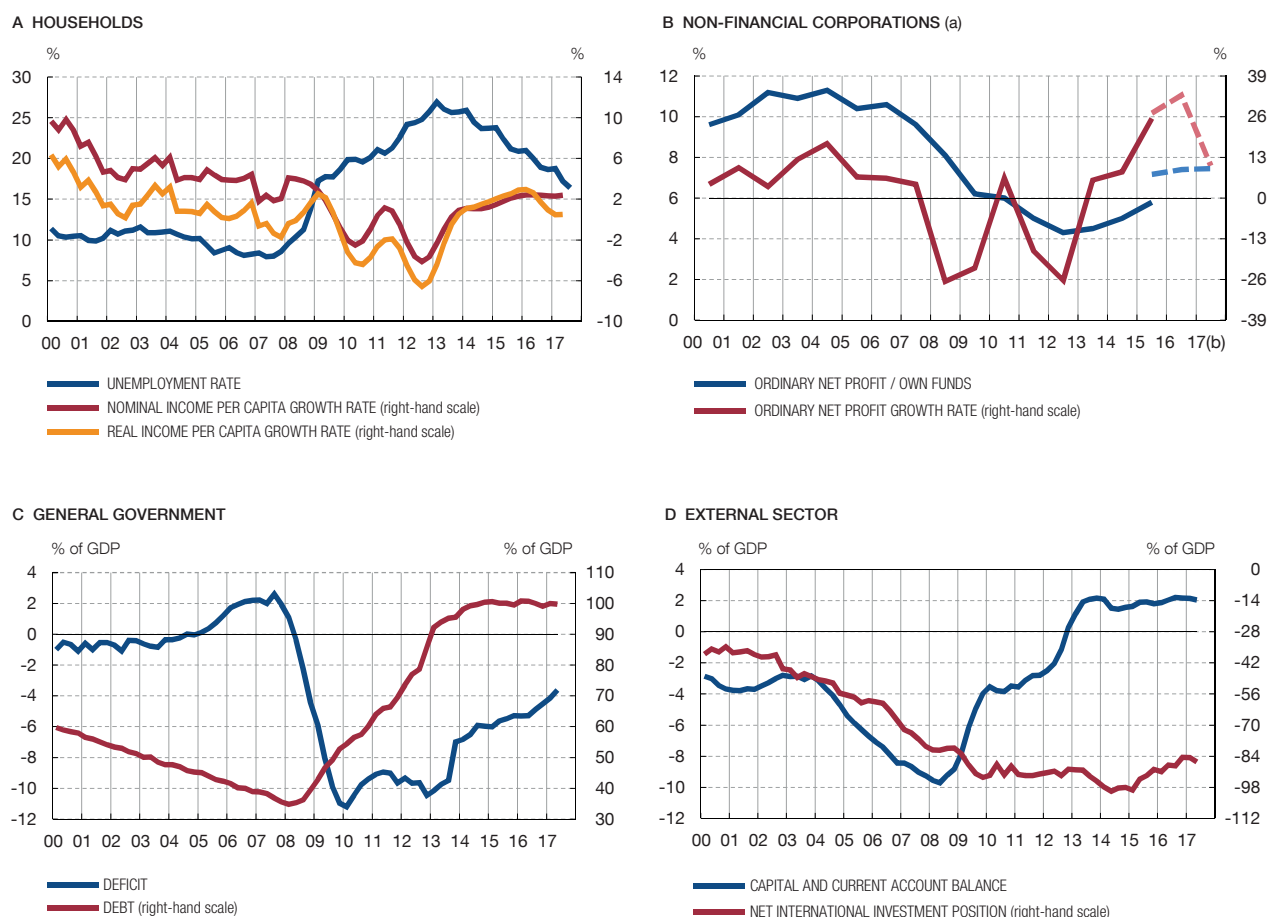 A HOUSEHOLDS
% %
30 14
25 10
20 6
15 2
10 -2
5 -6
0 -10
00 01 02 03 04 05 06 07 08 09 10 11 12 13 14 15 16 17
UNEMPLOYMENT RATE
NOMINAL INCOME PER CAPITA GROWTH RATE (right-hand scale)
REAL INCOME PER CAPITA GROWTH RATE (right-hand scale)
B NON-FINANCIAL CORPORATIONS (a)
% %
12 39
10 26
8 13
6 0
4 -13
2 -26
0 -39
00 01 02 03 04 05 06 07 08 09 10 11 12 13 14 15 16 17(b)
ORDINARY NET PROFIT / OWN FUNDS
ORDINARY NET PROFIT GROWTH RATE (right-hand scale)
C GENERAL GOVERNMENT
% of GDP % of GDP
4 110
2 100
0 90
-2 80
-4 70
-6 60
-8 50
-10 40
-12 30
00 01 02 03 04 05 06 07 08 09 10 11 12 13 14 15 16 17
DEFICIT
DEBT (right-hand scale)
D EXTERNAL SECTOR
% of GDP % of GDP
4 0
2 -14
0 -28
-2 -42
-4 -56
-6 -70
-8 -84
-10 -98
-12 -112
00 01 02 03 04 05 06 07 08 09 10 11 12 13 14 15 16 17
CAPITAL AND CURRENT ACCOUNT BALANCE
NET INTERNATIONAL INVESTMENT POSITION (right-hand scale)